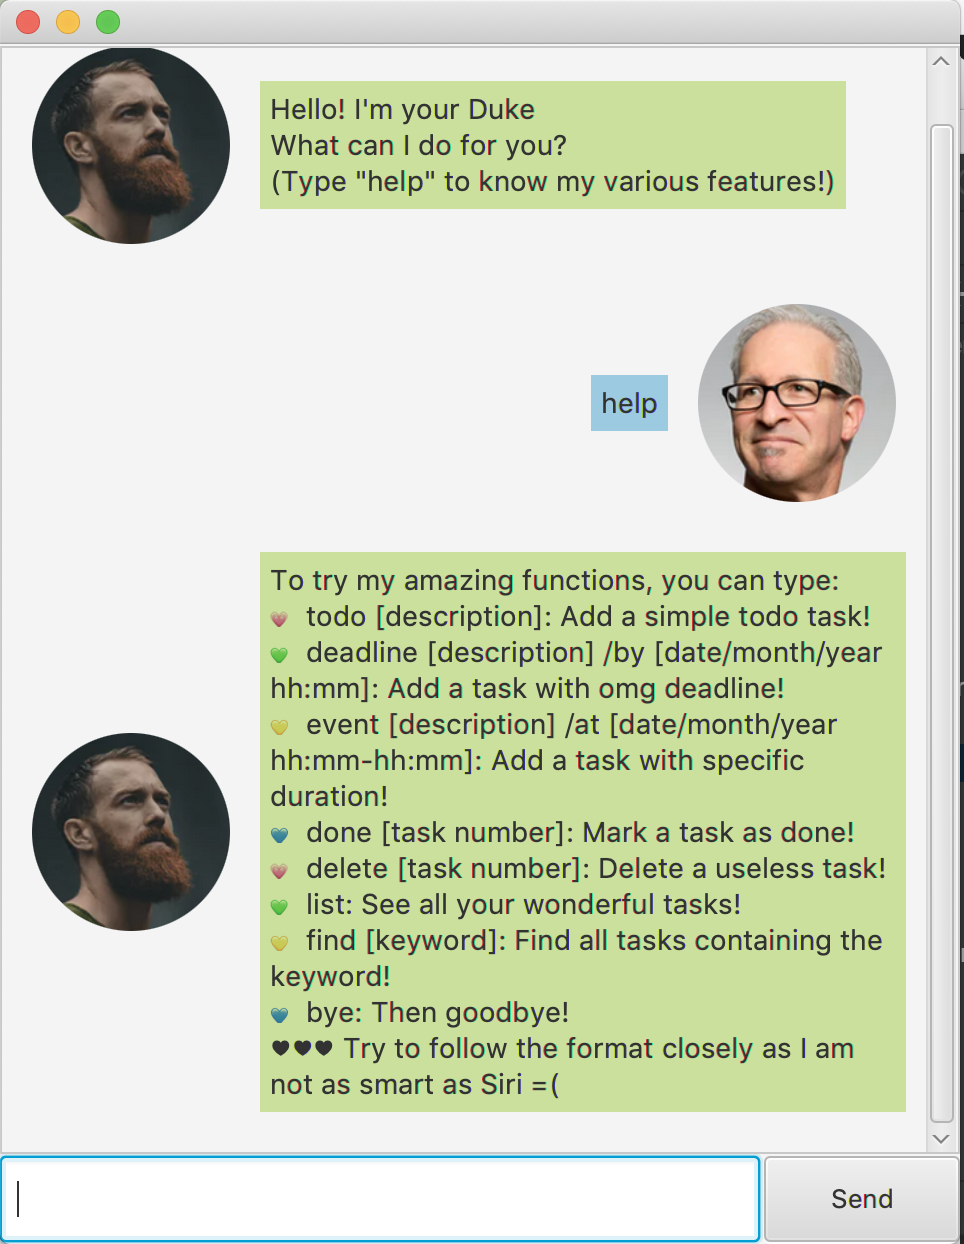 Hello! I'm your Duke
What can I do for you?
(Type "help" to know my various features!)
help
To try my amazing functions, you can type:
todo [description]: Add a simple todo task!
deadline [description] /by [date/month/year
hh:mm]: Add a task with omg deadline!
event [description] /at [date/month/year
hh:mm-hh:mm]: Add a task with specific
duration!
done [task number]: Mark a task as done!
delete [task number]: Delete a useless task!
list: See all your wonderful tasks!
find [keyword]: Find all tasks containing the
keyword!
bye: Then goodbye!
♥♥♥ Try to follow the format closely as I am
not as smart as Siri =(
Send